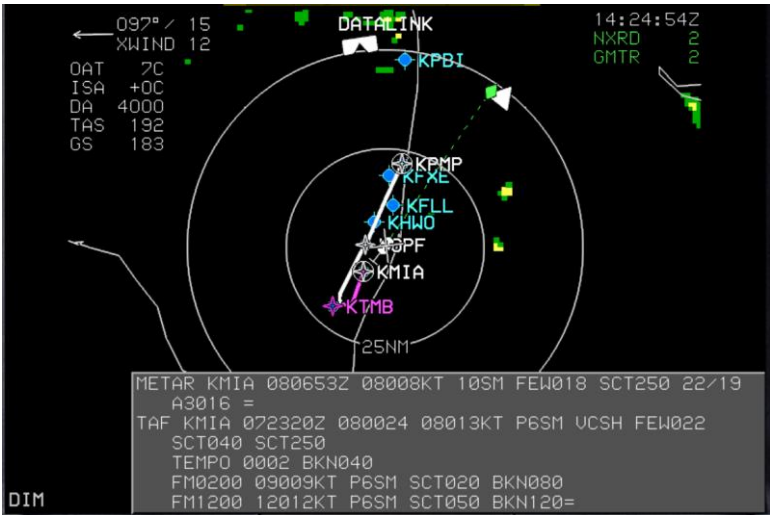 097°/ 15
XWIND 12
OAT 7C
ISA +0C
DA 4000
TAS 192
GS 183
DATALINK
14:24:54Z
NXRD 2
GMTR 2
KPBI
KPMP
KFXE
KFLL
KHWO
KMIA
KTMB
25NM
METAR KMIA 080653Z 08008KT 10SM FEW018 SCT250 22/19
A3016 =
TAF KMIA 072320Z 080024 08013KT P6SM VCSH FEW022
SCT040 SCT250
TEMPO 0002 BKN040
FM0200 09009KT P6SM SCT020 BKN080
FM1200 12012KT P6SM SCT050 BKN120=
DIM